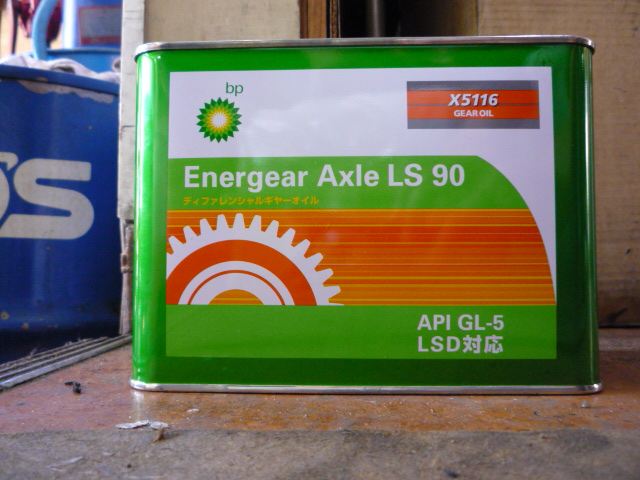 bp
X5116
GEAR OIL
Energear Axle LS 90
ディファレンシャルギヤーオイル
API GL-5
LSD対応
'S